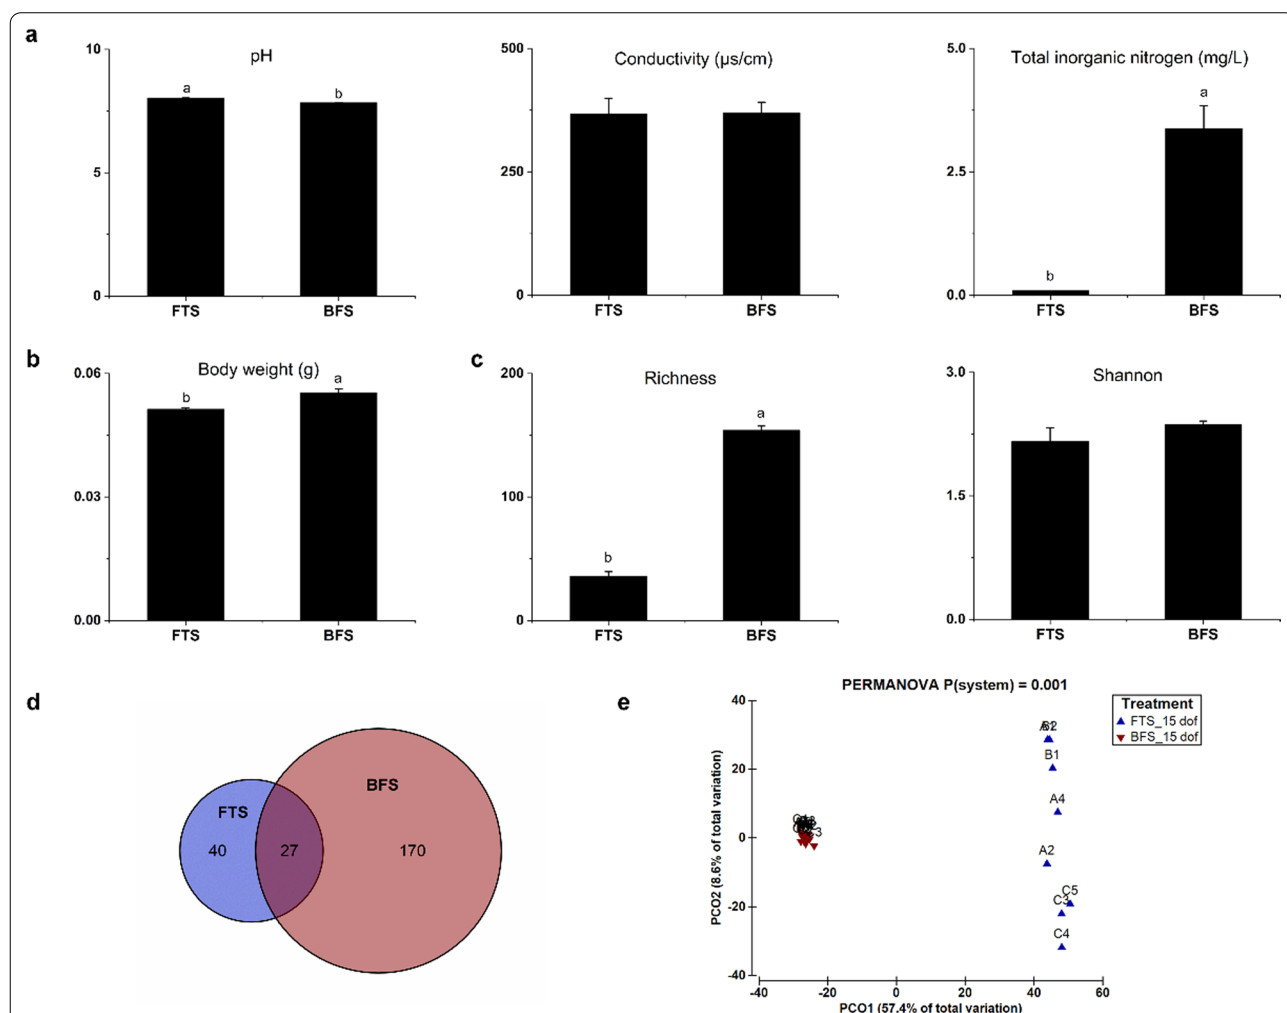 a
pH
10
5
0
a
b
FTS
BFS
Conductivity (µs/cm)
500
250
0
FTS
BFS
Total inorganic nitrogen (mg/L)
5.0
2.5
0.0
b
a
FTS
BFS
b
Body weight (g)
0.06
0.03
0.00
b
a
FTS
BFS
c
Richness
200
100
0
b
a
FTS
BFS
Shannon
3.0
1.5
0.0
FTS
BFS
d
FTS
BFS
40
27
170
e
PERMANOVA P(system) = 0.001
Treatment
FTS_15 dof
BFS_15 dof
PCO2 (8.6% of total variation)
40
20
0
-20
-40
B2
B1
A4
A2
C5
C3
C4
-40
-20
0
20
40
60
PCO1 (57.4% of total variation)